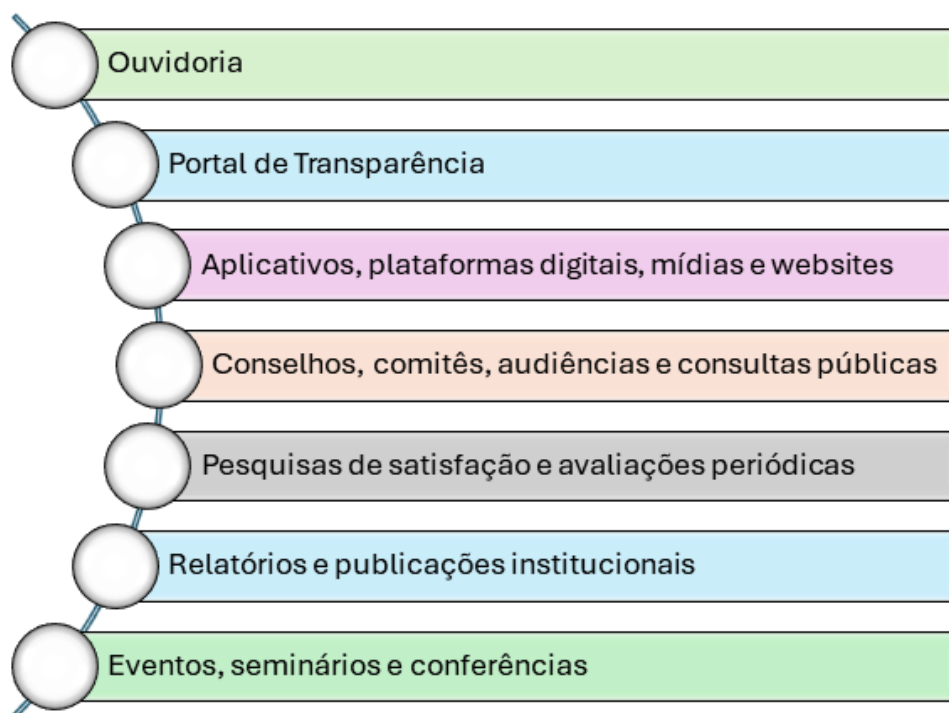 Ouvidoria
Portal de Transparência
Aplicativos, plataformas digitais, mídias e websites
Conselhos, comitês, audiências e consultas públicas
Pesquisas de satisfação e avaliações periódicas
Relatórios e publicações institucionais
Eventos, seminários e conferências